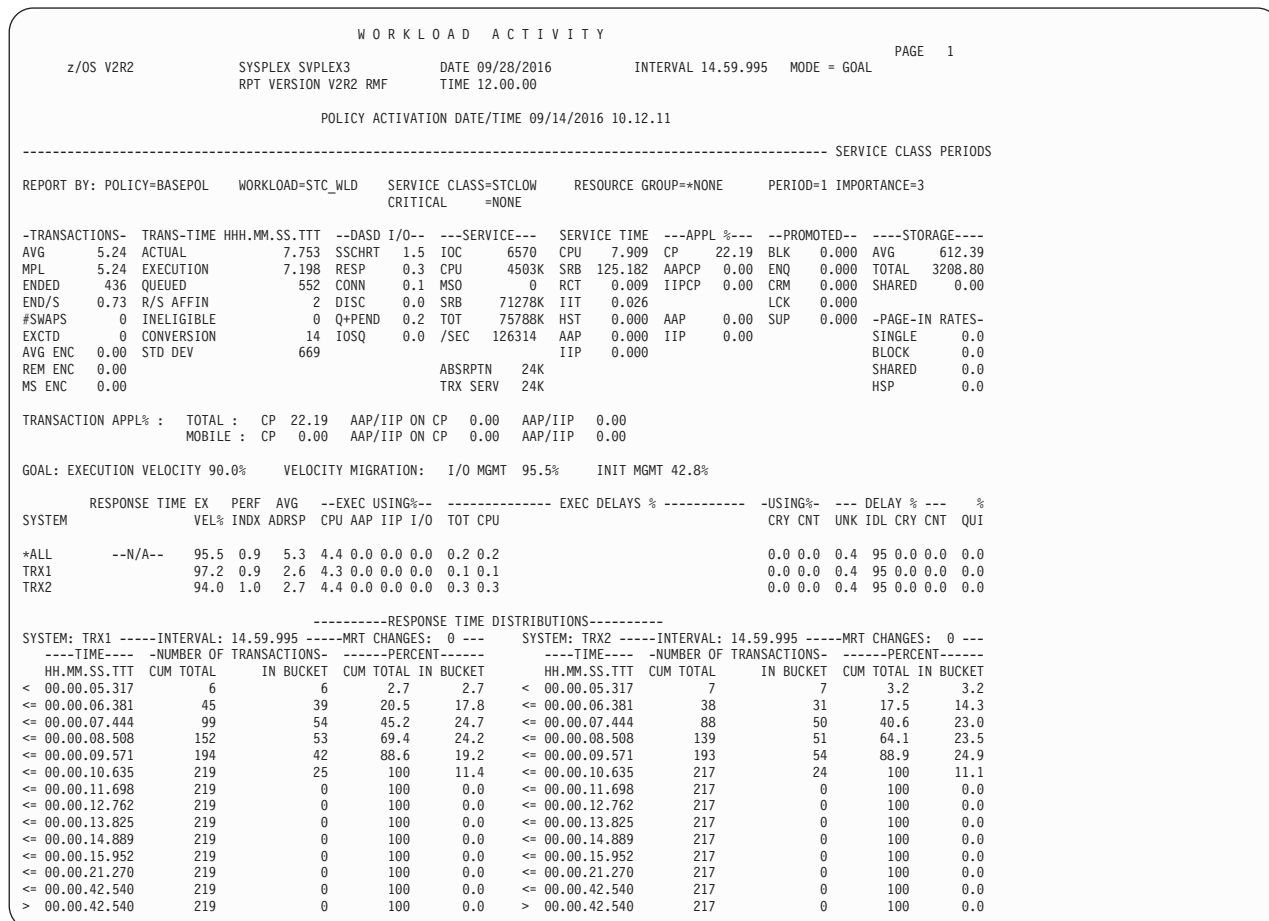 W O R K L O A D   A C T I V I T Y
PAGE 1
z/OS V2R2 SYSPLEX SVPLEX3 DATE 09/28/2016 INTERVAL 14.59.995 MODE = GOAL
RPT VERSION V2R2 RMF TIME 12.00.00
POLICY ACTIVATION DATE/TIME 09/14/2016 10.12.11
------------------------------------------------------------------------------------------------------------ SERVICE CLASS PERIODS
REPORT BY: POLICY=BASEPOL WORKLOAD=STC_WLD SERVICE CLASS=STCLOW RESOURCE GROUP=*NONE PERIOD=1 IMPORTANCE=3
CRITICAL =NONE
-TRANSACTIONS- TRANS-TIME HHH.MM.SS.TTT --DASD I/O-- ---SERVICE--- SERVICE TIME ---APPL %--- --PROMOTED-- ----STORAGE----
AVG 5.24 ACTUAL 7.753 SSCHRT 1.5 IOC 6570 CPU 7.909 CP 22.19 BLK 0.000 AVG 612.39
MPL 5.24 EXECUTION 7.198 RESP 0.3 CPU 4503K SRB 125.182 AAPCP 0.00 ENQ 0.000 TOTAL 3208.80
ENDED 436 QUEUED 552 CONN 0.1 MSO 0 RCT 0.009 IIPCP 0.00 CRM 0.000 SHARED 0.00
END/S 0.73 R/S AFFIN 2 DISC 0.0 SRB 71278K IIT 0.026 LCK 0.000
#SWAPS 0 INELIGIBLE 0 Q+PEND 0.2 TOT 75788K HST 0.000 AAP 0.00 SUP 0.000 -PAGE-IN RATES-
EXCTD 0 CONVERSION 14 IOSQ 0.0 /SEC 126314 AAP 0.000 IIP 0.00 SINGLE 0.0
AVG ENC 0.00 STD DEV 669 IIP 0.000 BLOCK 0.0
REM ENC 0.00 ABSRPTN 24K SHARED 0.0
MS ENC 0.00 TRX SERV 24K HSP 0.0
TRANSACTION APPL% : TOTAL : CP 22.19 AAP/IIP ON CP 0.00 AAP/IIP 0.00
MOBILE : CP 0.00 AAP/IIP ON CP 0.00 AAP/IIP 0.00
GOAL: EXECUTION VELOCITY 90.0% VELOCITY MIGRATION: I/O MGMT 95.5% INIT MGMT 42.8%
RESPONSE TIME EX PERF AVG --EXEC USING%-- -------------- EXEC DELAYS % ----------- -USING%- --- DELAY % --- %
SYSTEM VEL% INDX ADRSP CPU AAP IIP I/O TOT CPU CRY CNT UNK IDL CRY CNT QUI
*ALL --N/A-- 95.5 0.9 5.3 4.4 0.0 0.0 0.0 0.2 0.2 0.0 0.0 0.4 95 0.0 0.0 0.0
TRX1 97.2 0.9 2.6 4.3 0.0 0.0 0.0 0.1 0.1 0.0 0.0 0.4 95 0.0 0.0 0.0
TRX2 94.0 1.0 2.7 4.4 0.0 0.0 0.0 0.3 0.3 0.0 0.0 0.4 95 0.0 0.0 0.0
----------RESPONSE TIME DISTRIBUTIONS----------
SYSTEM: TRX1 -----INTERVAL: 14.59.995 -----MRT CHANGES: 0 --- SYSTEM: TRX2 -----INTERVAL: 14.59.995 -----MRT CHANGES: 0 ---
----TIME---- -NUMBER OF TRANSACTIONS- ------PERCENT------ ----TIME---- -NUMBER OF TRANSACTIONS- ------PERCENT------
HH.MM.SS.TTT CUM TOTAL IN BUCKET CUM TOTAL IN BUCKET HH.MM.SS.TTT CUM TOTAL IN BUCKET CUM TOTAL IN BUCKET
< 00.00.05.317 6 6 2.7 2.7 < 00.00.05.317 7 7 3.2 3.2
<= 00.00.06.381 45 39 20.5 17.8 <= 00.00.06.381 38 31 17.5 14.3
<= 00.00.07.444 99 54 45.2 24.7 <= 00.00.07.444 88 50 40.6 23.0
<= 00.00.08.508 152 53 69.4 24.2 <= 00.00.08.508 139 51 64.1 23.5
<= 00.00.09.571 194 42 88.6 19.2 <= 00.00.09.571 193 54 88.9 24.9
<= 00.00.10.635 219 25 100 11.4 <= 00.00.10.635 217 24 100 11.1
<= 00.00.11.698 219 0 100 0.0 <= 00.00.11.698 217 0 100 0.0
<= 00.00.12.762 219 0 100 0.0 <= 00.00.12.762 217 0 100 0.0
<= 00.00.13.825 219 0 100 0.0 <= 00.00.13.825 217 0 100 0.0
<= 00.00.14.889 219 0 100 0.0 <= 00.00.14.889 217 0 100 0.0
<= 00.00.15.952 219 0 100 0.0 <= 00.00.15.952 217 0 100 0.0
<= 00.00.21.270 219 0 100 0.0 <= 00.00.21.270 217 0 100 0.0
<= 00.00.42.540 219 0 100 0.0 <= 00.00.42.540 217 0 100 0.0
> 00.00.42.540 219 0 100 0.0 > 00.00.42.540 217 0 100 0.0